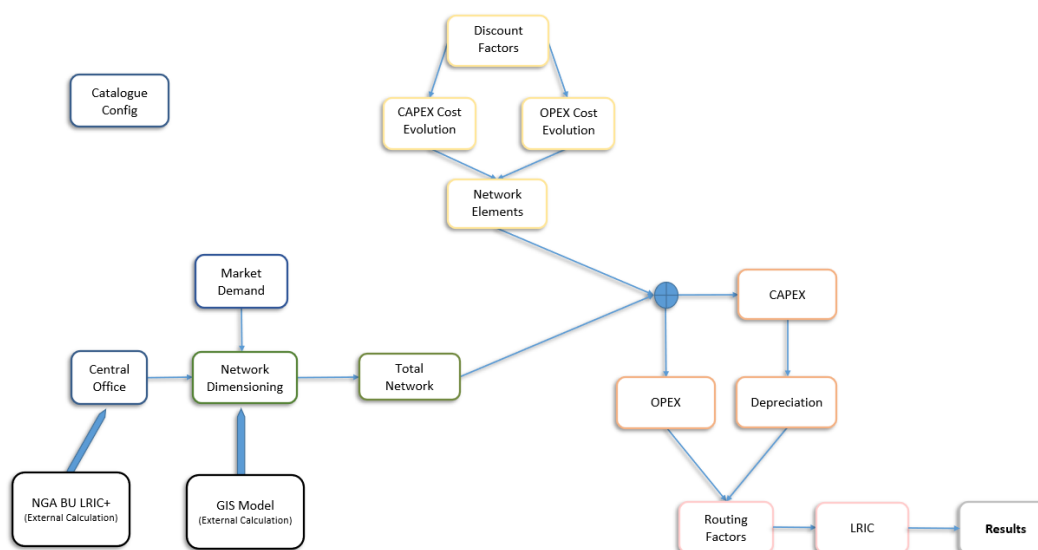 Discount
Factors
Catalogue
Config
CAPEX Cost
Evolution
OPEX Cost
Evolution
Network
Elements
Market
Demand
CAPEX
Central
Office
Network
Dimensioning
Total
Network
OPEX
Depreciation
NGA BU LRIC+
(External Calculation)
GIS Model
(External Calculation)
Routing
Factors
LRIC
Results